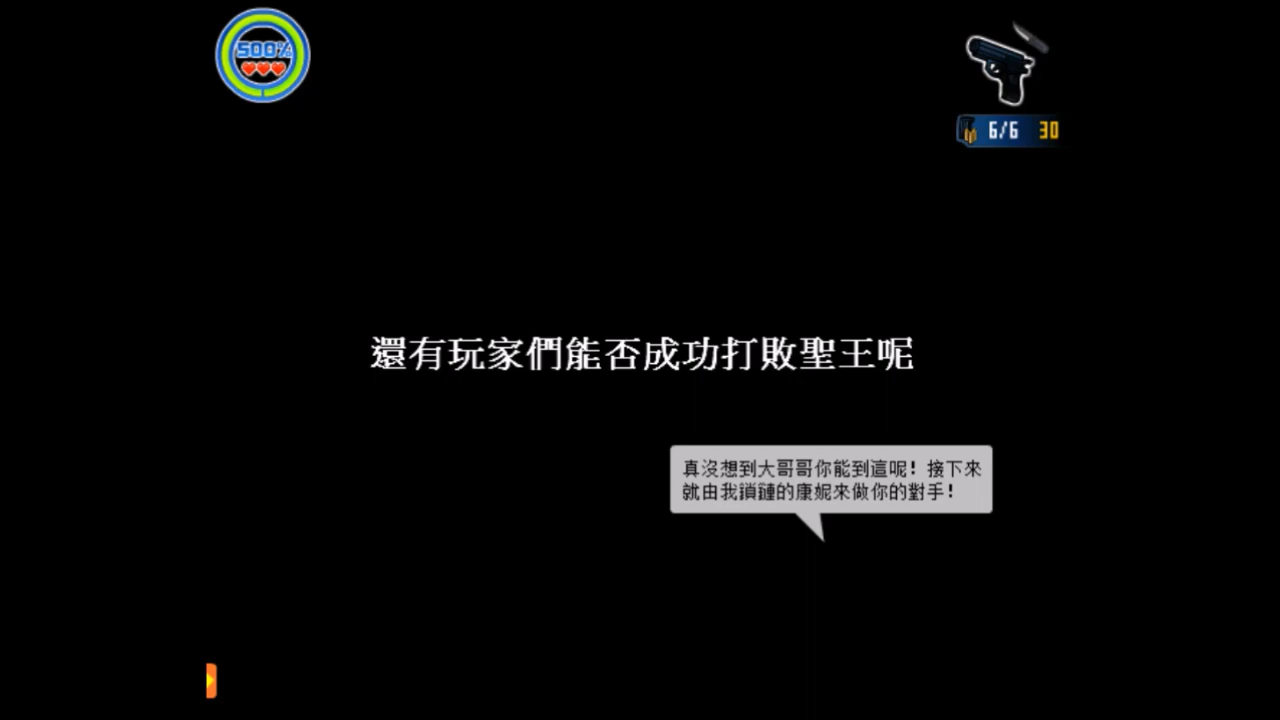 500%
6/6 30
還有玩家們能否成功打敗聖王呢
真沒想到大哥哥你能到這呢！接下來
就由我鎖鏈的康妮來做你的對手！